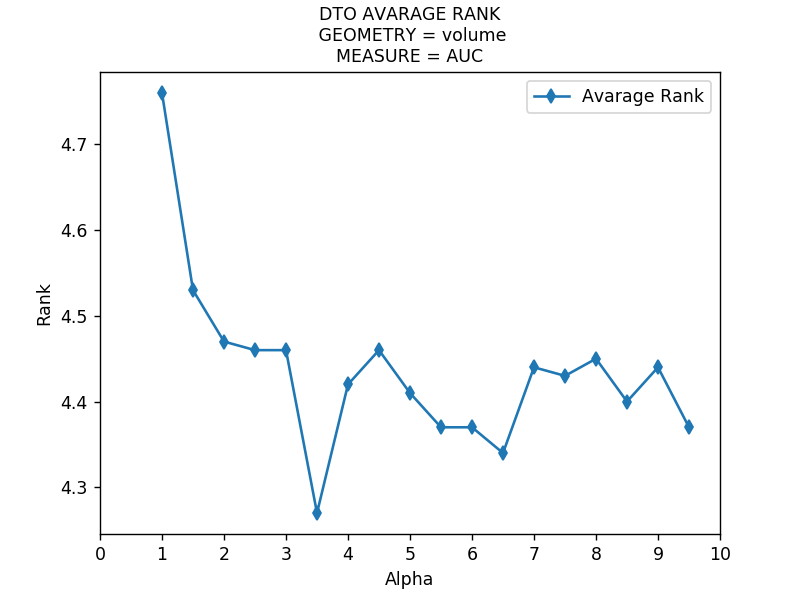 DTO AVARAGE RANK
GEOMETRY = volume
MEASURE = AUC
Avarage Rank
Rank
4.7
4.6
4.5
4.4
4.3
0 1 2 3 4 5 6 7 8 9 10
Alpha